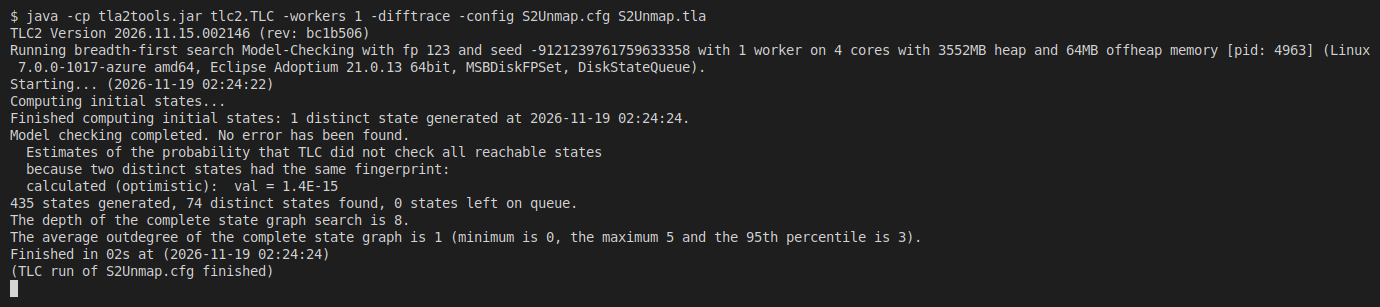 $ java -cp tla2tools.jar tlc2.TLC -workers 1 -difftrace -config S2Unmap.cfg S2Unmap.tla
TLC2 Version 2026.11.15.002146 (rev: bc1b506)
Running breadth-first search Model-Checking with fp 123 and seed -9121239761759633358 with 1 worker on 4 cores with 3552MB heap and 64MB offheap memory [pid: 4963] (Linux
7.0.0-1017-azure amd64, Eclipse Adoptium 21.0.13 64bit, MSBDiskFPSet, DiskStateQueue).
Starting... (2026-11-19 02:24:22)
Computing initial states...
Finished computing initial states: 1 distinct state generated at 2026-11-19 02:24:24.
Model checking completed. No error has been found.
  Estimates of the probability that TLC did not check all reachable states
  because two distinct states had the same fingerprint:
  calculated (optimistic):  val = 1.4E-15
435 states generated, 74 distinct states found, 0 states left on queue.
The depth of the complete state graph search is 8.
The average outdegree of the complete state graph is 1 (minimum is 0, the maximum 5 and the 95th percentile is 3).
Finished in 02s at (2026-11-19 02:24:24)
(TLC run of S2Unmap.cfg finished)